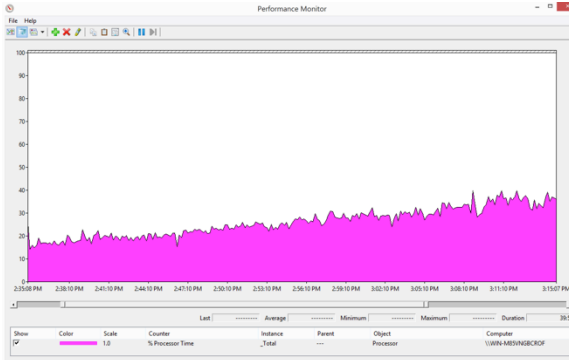 Performance Monitor
File Help
100
90
80
70
60
50
40
30
20
10
0
2:35:08 PM 2:38:10 PM 2:41:10 PM 2:44:10 PM 2:47:10 PM 2:50:10 PM 2:53:10 PM 2:56:10 PM 2:59:10 PM 3:02:10 PM 3:05:10 PM 3:08:10 PM 3:11:10 PM 3:15:07 PM
Last --------- Average --------- Minimum --------- Maximum --------- Duration
Show Color Scale Counter Instance Parent Object Computer
1.0 % Processor Time _Total --- Processor